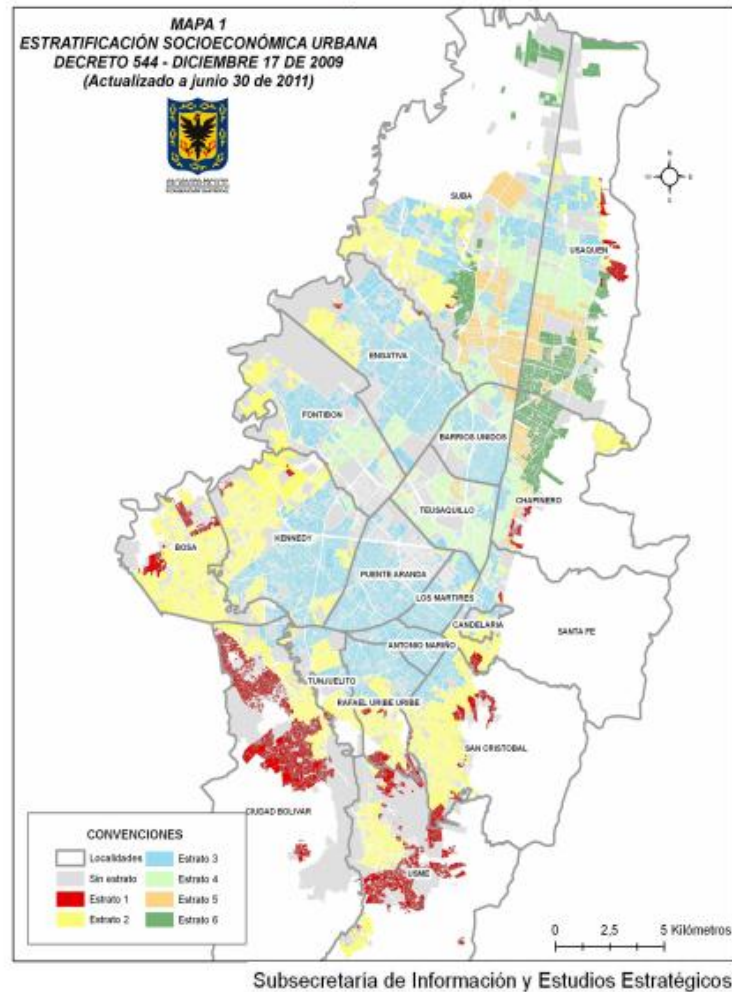 MAPA 1
ESTRATIFICACIÓN SOCIOECONÓMICA URBANA
DECRETO 544 - DICIEMBRE 17 DE 2009
(Actualizado a junio 30 de 2011)
SUBA
USAQUEN
ENGATIVA
FONTIBON
BARRIOS UNIDOS
TEUSAQUILLO
CHAPINERO
BOSA
KENNEDY
PUENTE ARANDA
LOS MARTIRES
CANDELARIA
SANTA FE
ANTONIO NARIÑO
TUNJUELITO
RAFAEL URIBE URIBE
SAN CRISTOBAL
CIUDAD BOLIVAR
USME
CONVENCIONES
Localidades
Sin estrato
Estrato 1
Estrato 2
Estrato 3
Estrato 4
Estrato 5
Estrato 6
0 2,5 5 Kilómetros
Subsecretaría de Información y Estudios Estratégicos